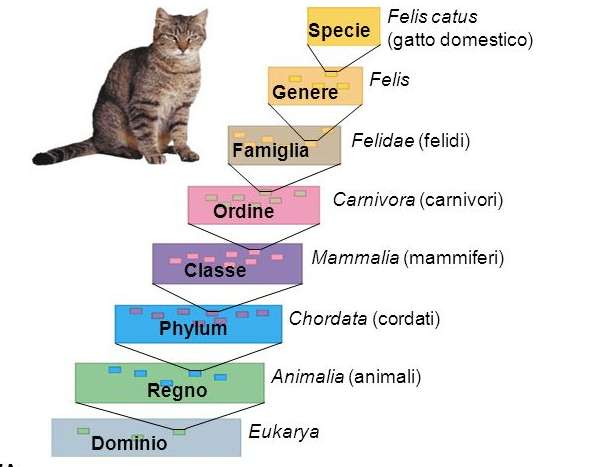 Specie
Felis catus
(gatto domestico)
Genere
Felis
Famiglia
Felidae (felidi)
Ordine
Carnivora (carnivori)
Classe
Mammalia (mammiferi)
Phylum
Chordata (cordati)
Regno
Animalia (animali)
Dominio
Eukarya